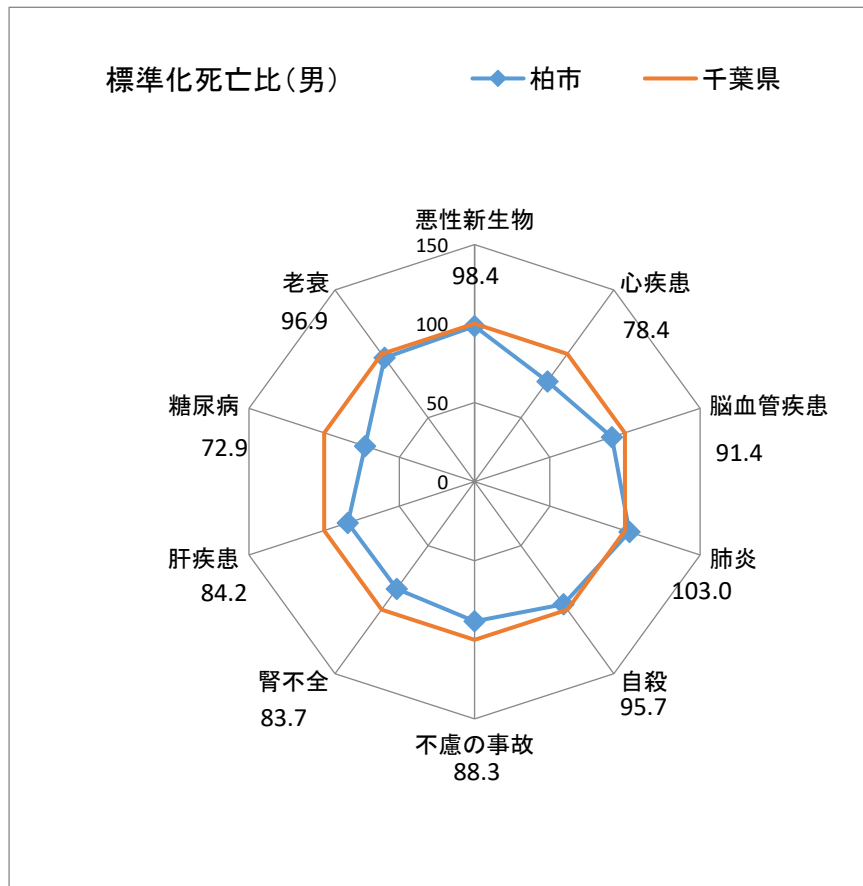 標準化死亡比(男)
柏市
千葉県
悪性新生物
98.4
心疾患
78.4
脳血管疾患
91.4
肺炎
103.0
自殺
95.7
不慮の事故
88.3
腎不全
83.7
肝疾患
84.2
糖尿病
72.9
老衰
96.9
150
100
50
0